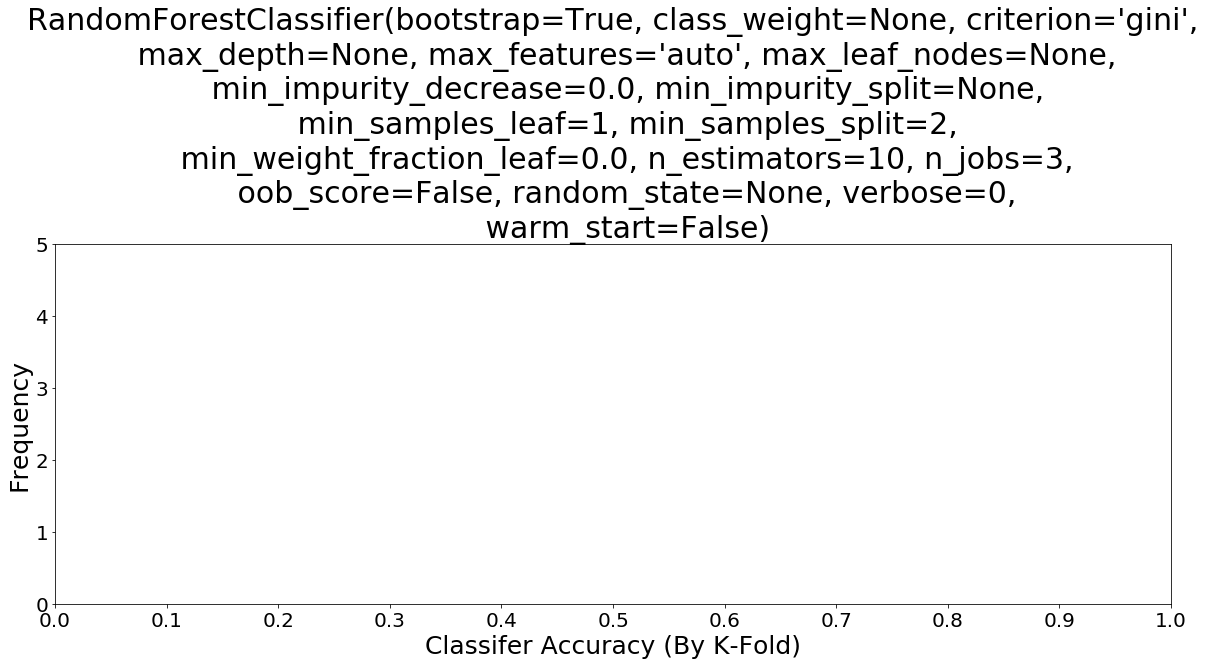 RandomForestClassifier(bootstrap=True, class_weight=None, criterion='gini',
max_depth=None, max_features='auto', max_leaf_nodes=None,
min_impurity_decrease=0.0, min_impurity_split=None,
min_samples_leaf=1, min_samples_split=2,
min_weight_fraction_leaf=0.0, n_estimators=10, n_jobs=3,
oob_score=False, random_state=None, verbose=0,
warm_start=False)
5
4
3
2
1
0
Frequency
0.0 0.1 0.2 0.3 0.4 0.5 0.6 0.7 0.8 0.9 1.0
Classifer Accuracy (By K-Fold)